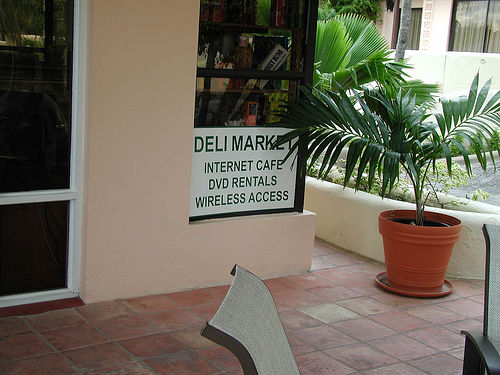 DELI MARKET
INTERNET CAFE
DVD RENTALS
WIRELESS ACCESS